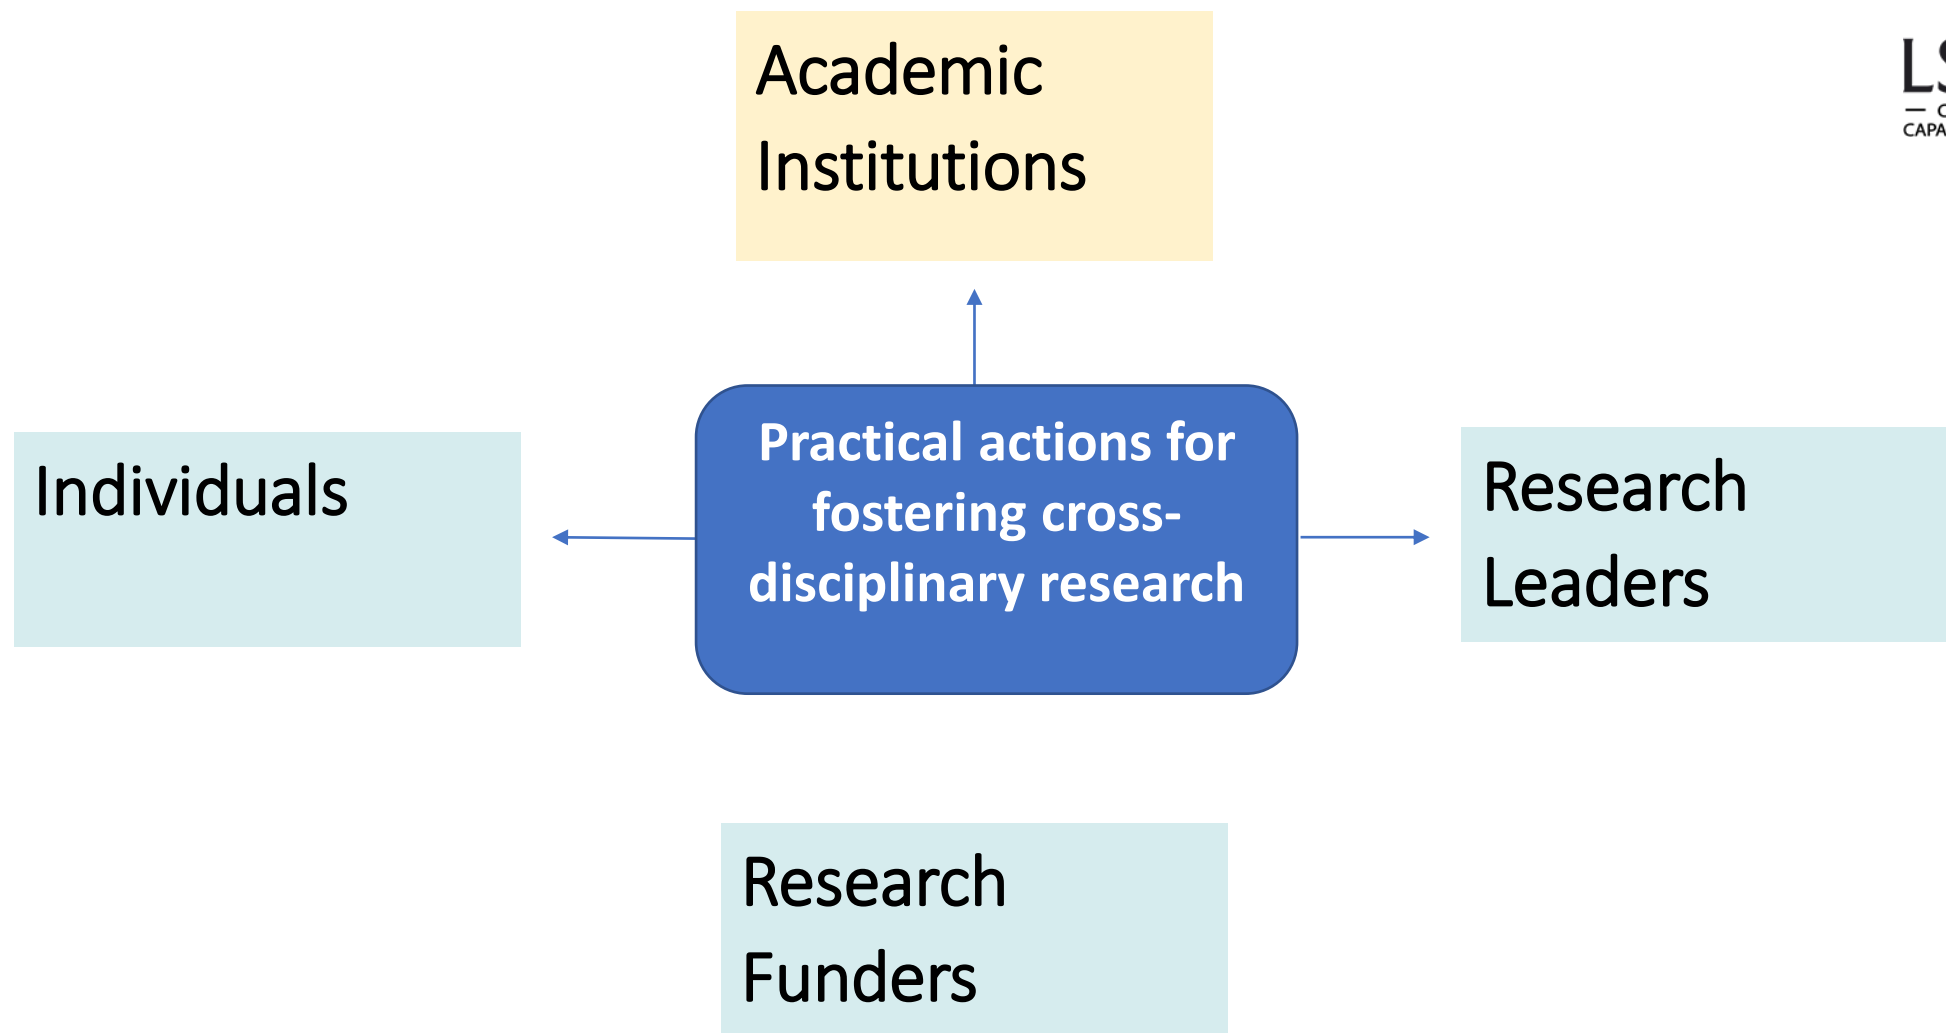 Academic
Institutions
Individuals
Practical actions for
fostering cross-
disciplinary research
Research
Leaders
Research
Funders